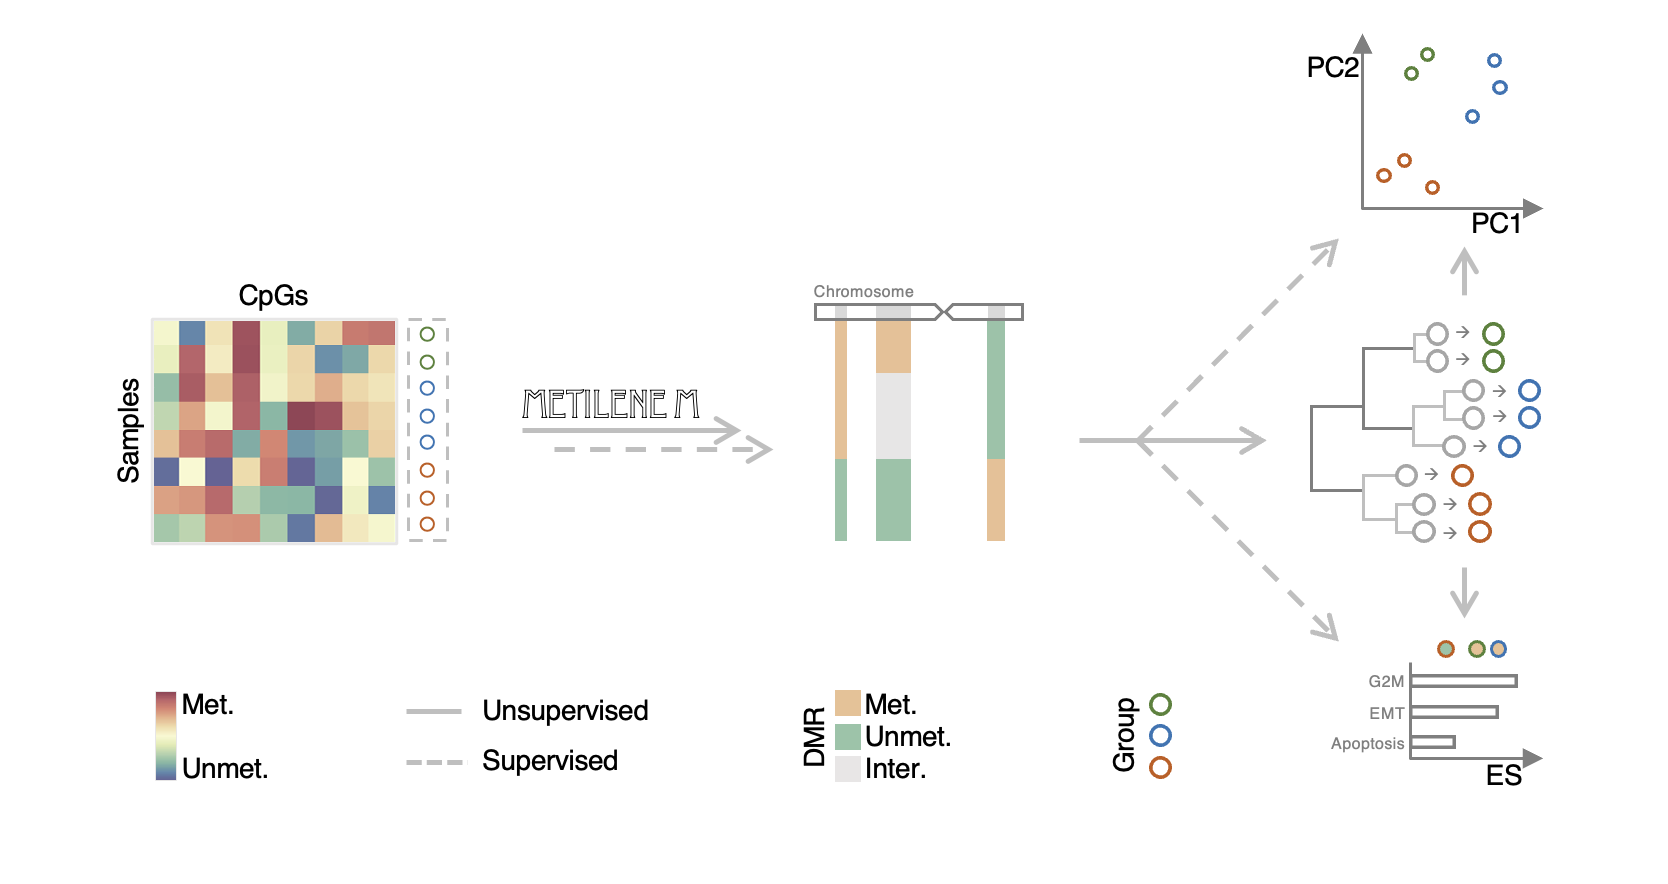 PC2
PC1
CpGs
Samples
METILENE M
Chromosome
G2M
EMT
Apoptosis
ES
Met.
Unmet.
Unsupervised
Supervised
DMR
Met.
Unmet.
Inter.
Group